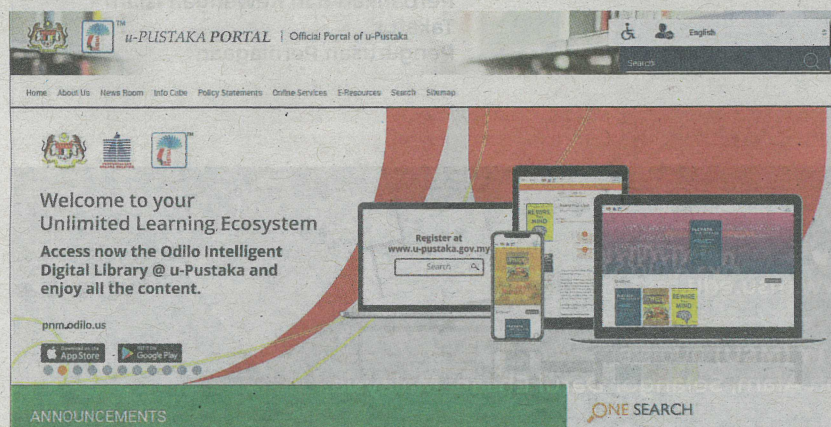 u-PUSTAKA PORTAL | Official Portal of u-Pustaka
English
Search
Home About Us News Room Info Cube Policy Statements Online Services E-Resources Search Sitemap
Welcome to your
Unlimited Learning Ecosystem
Access now the Odilo Intelligent
Digital Library @ u-Pustaka and
enjoy all the content.
pnm.odilo.us
App Store
Google Play
Register at
www.u-pustaka.gov.my
Search
REWIRE
YOUR
MIND
ANNOUNCEMENTS
ONE SEARCH